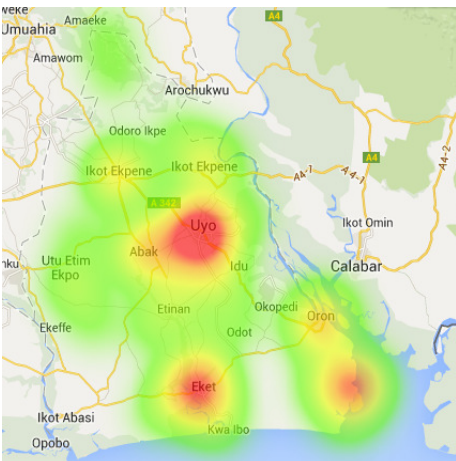 weke
Amaeke
A4
Umuahia
Amawom
Arochukwu
Odoro Ikpe
A4
Ikot Ekpene
Ikot Ekpene
A4-1
A4-1
A4-2
A 342
Uyo
Ikot Omin
Abak
Utu Etim
Ekpo
nku
Idu
Calabar
Etinan
Okopedi
Oron
Ekeffe
Odot
Eket
Ikot Abasi
Kwa Ibo
Opobo